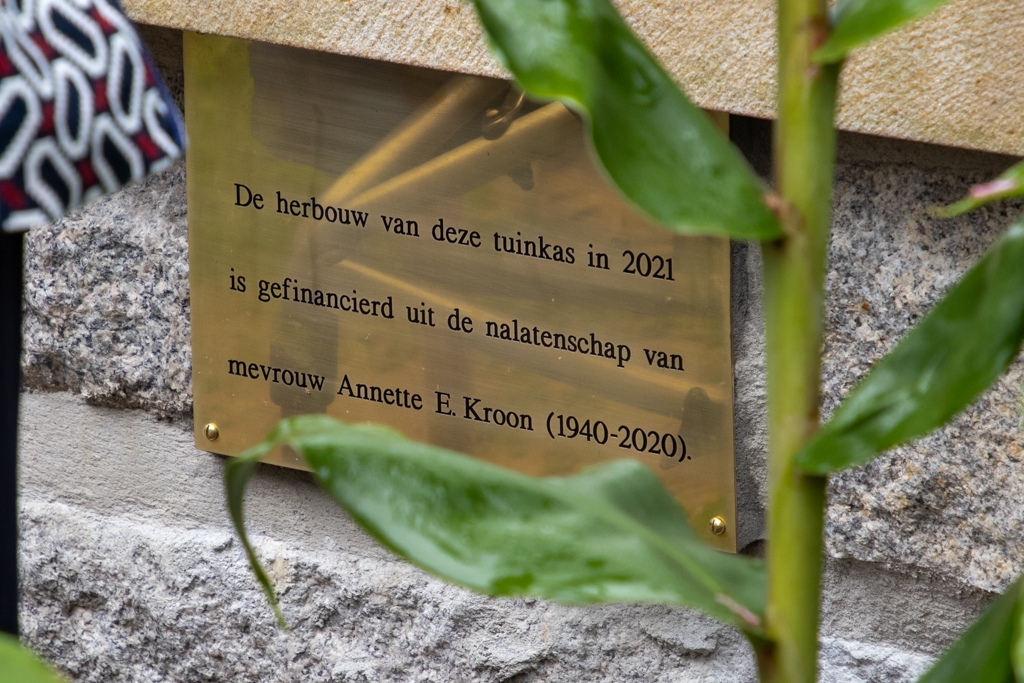 De herbouw van deze tuinkas in 2021
is gefinancierd uit de nalatenschap van
mevrouw Annette E. Kroon (1940-2020).